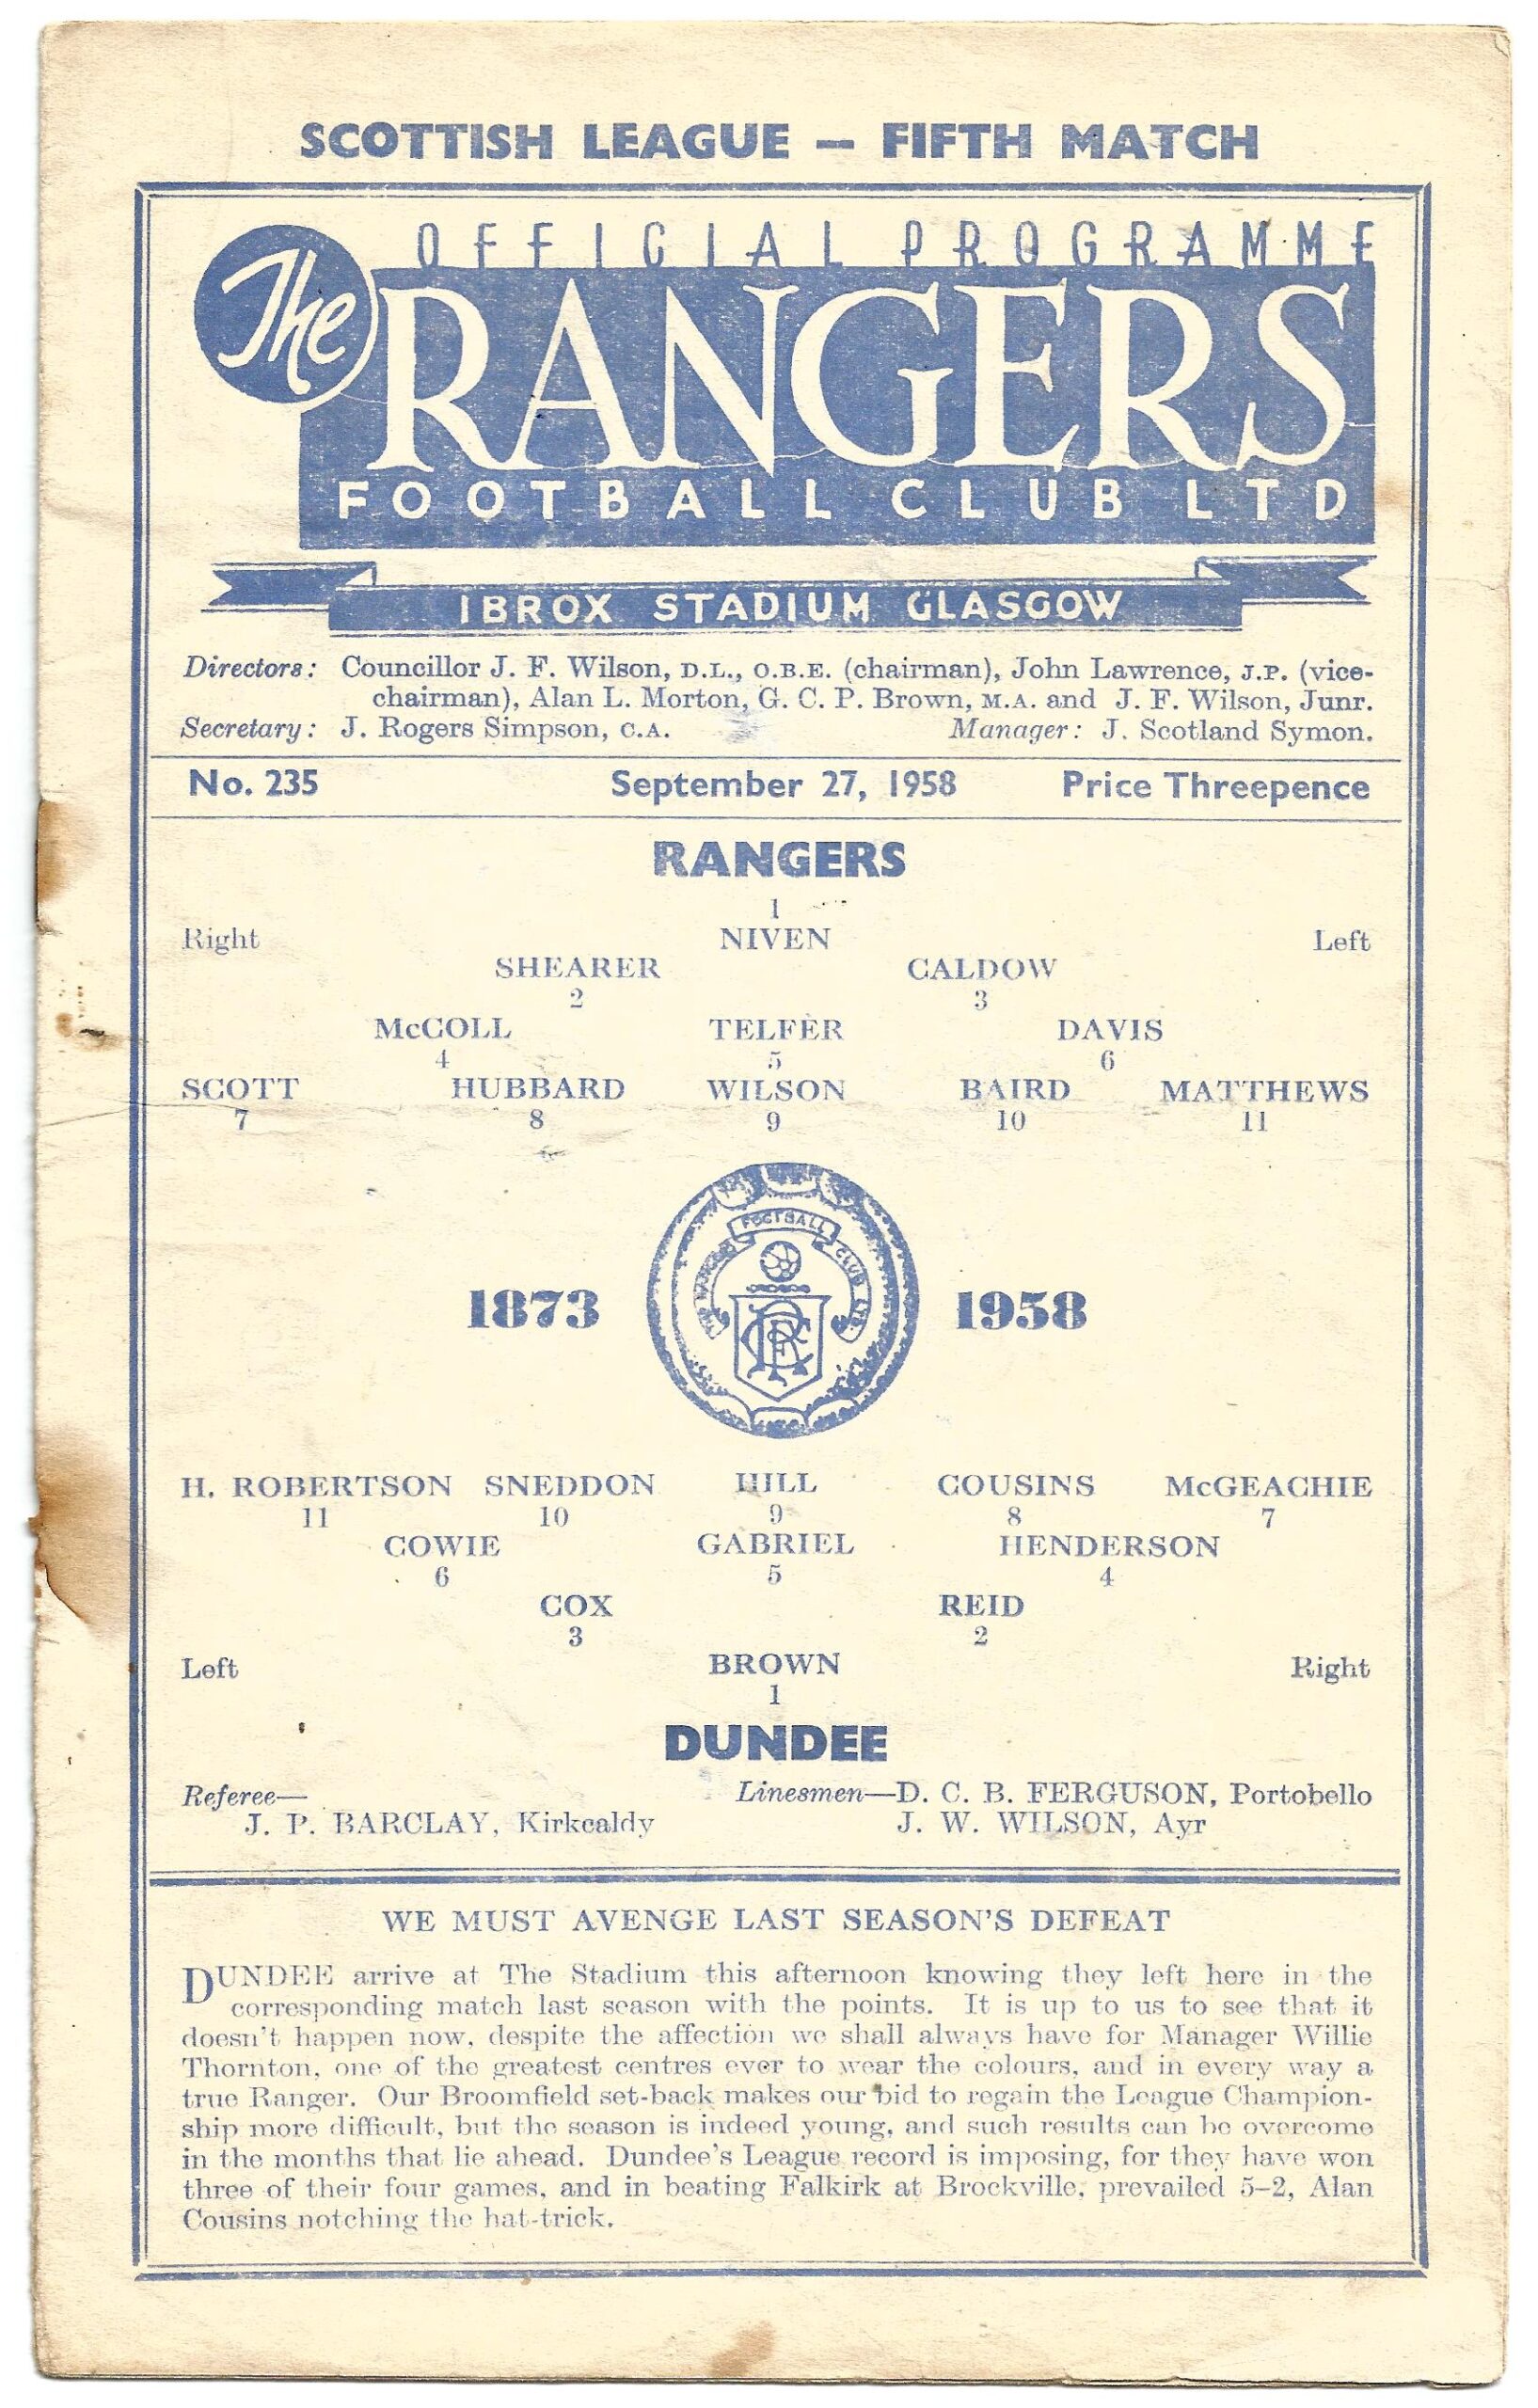 SCOTTISH LEAGUE — FIFTH MATCH
OFFICIAL PROGRAMME
The RANGERS
FOOTBALL CLUB LTD
IBROX STADIUM GLASGOW
Directors: Councillor J. F. Wilson, D.L., O.B.E. (chairman), John Lawrence, J.P. (vice-
chairman), Alan L. Morton, G. C. P. Brown, M.A. and J. F. Wilson, Junr.
Secretary: J. Rogers Simpson, C.A. Manager: J. Scotland Symon.
No. 235 September 27, 1958 Price Threepence
RANGERS
1
Right NIVEN Left
SHEARER CALDOW
2 3
McCOLL TELFER DAVIS
4 5 6
SCOTT HUBBARD WILSON BAIRD MATTHEWS
7 8 9 10 11
FOOTBALL
THE RANGERS CLUB LTD.
1873 1958
H. ROBERTSON SNEDDON HILL COUSINS McGEACHIE
11 10 9 8 7
COWIE GABRIEL HENDERSON
6 5 4
COX REID
3 2
Left BROWN Right
1
DUNDEE
Referee— Linesmen—D. C. B. FERGUSON, Portobello
J. P. BARCLAY, Kirkcaldy J. W. WILSON, Ayr
WE MUST AVENGE LAST SEASON'S DEFEAT
DUNDEE arrive at The Stadium this afternoon knowing they left here in the
corresponding match last season with the points. It is up to us to see that it
doesn't happen now, despite the affection we shall always have for Manager Willie
Thornton, one of the greatest centres ever to wear the colours, and in every way a
true Ranger. Our Broomfield set-back makes our bid to regain the League Champion-
ship more difficult, but the season is indeed young, and such results can be overcome
in the months that lie ahead. Dundee's League record is imposing, for they have won
three of their four games, and in beating Falkirk at Brockville, prevailed 5–2, Alan
Cousins notching the hat-trick.